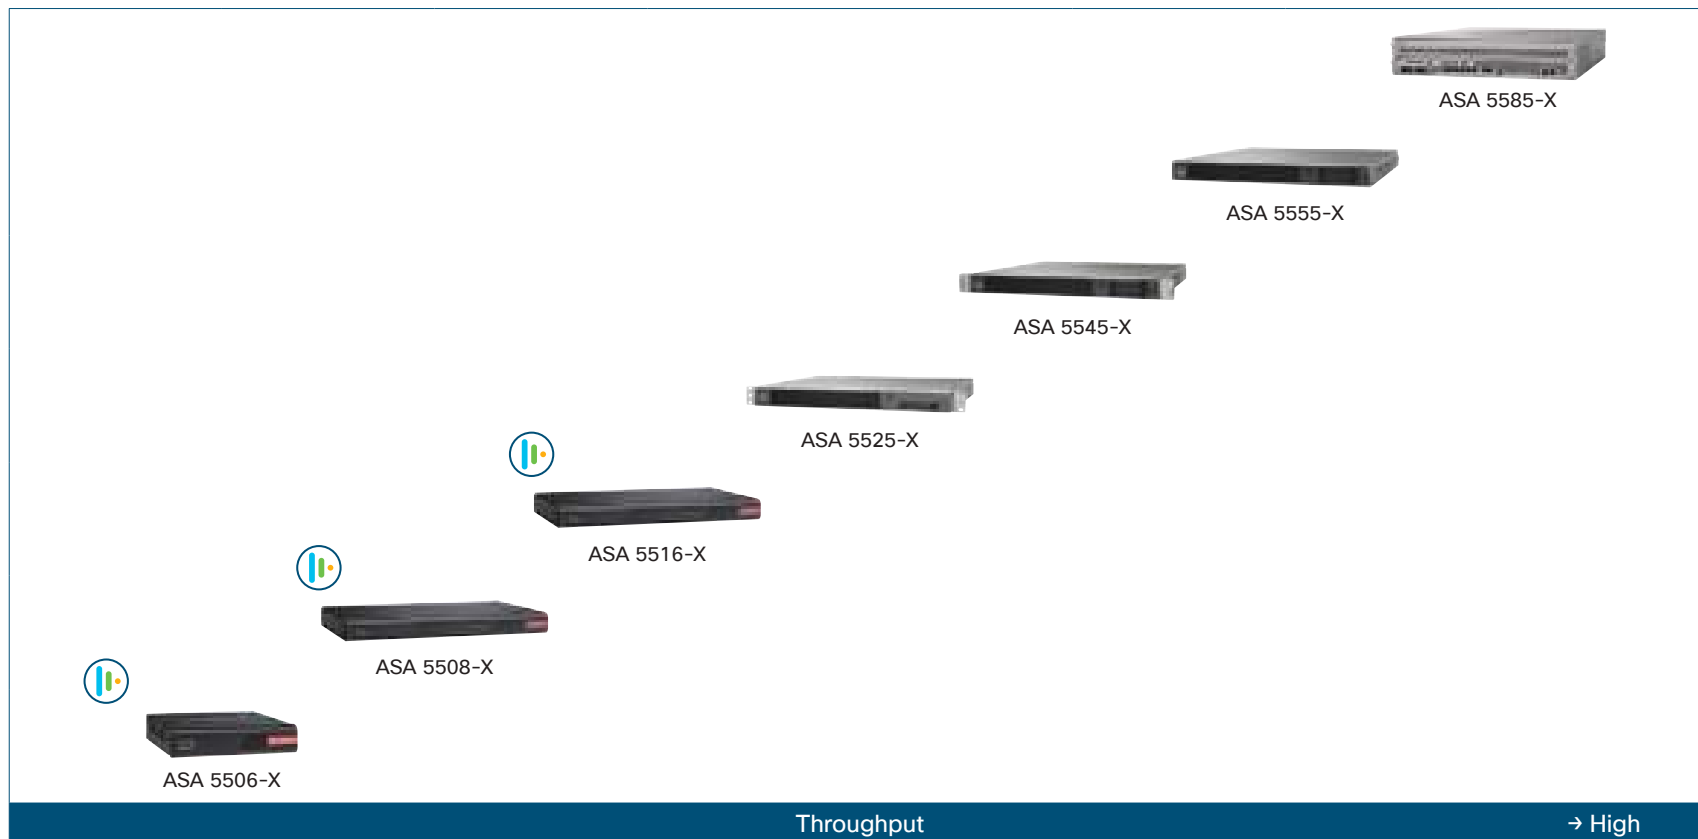 ASA 5585-X
ASA 5555-X
ASA 5545-X
ASA 5525-X
ASA 5516-X
ASA 5508-X
ASA 5506-X
Throughput
→ High